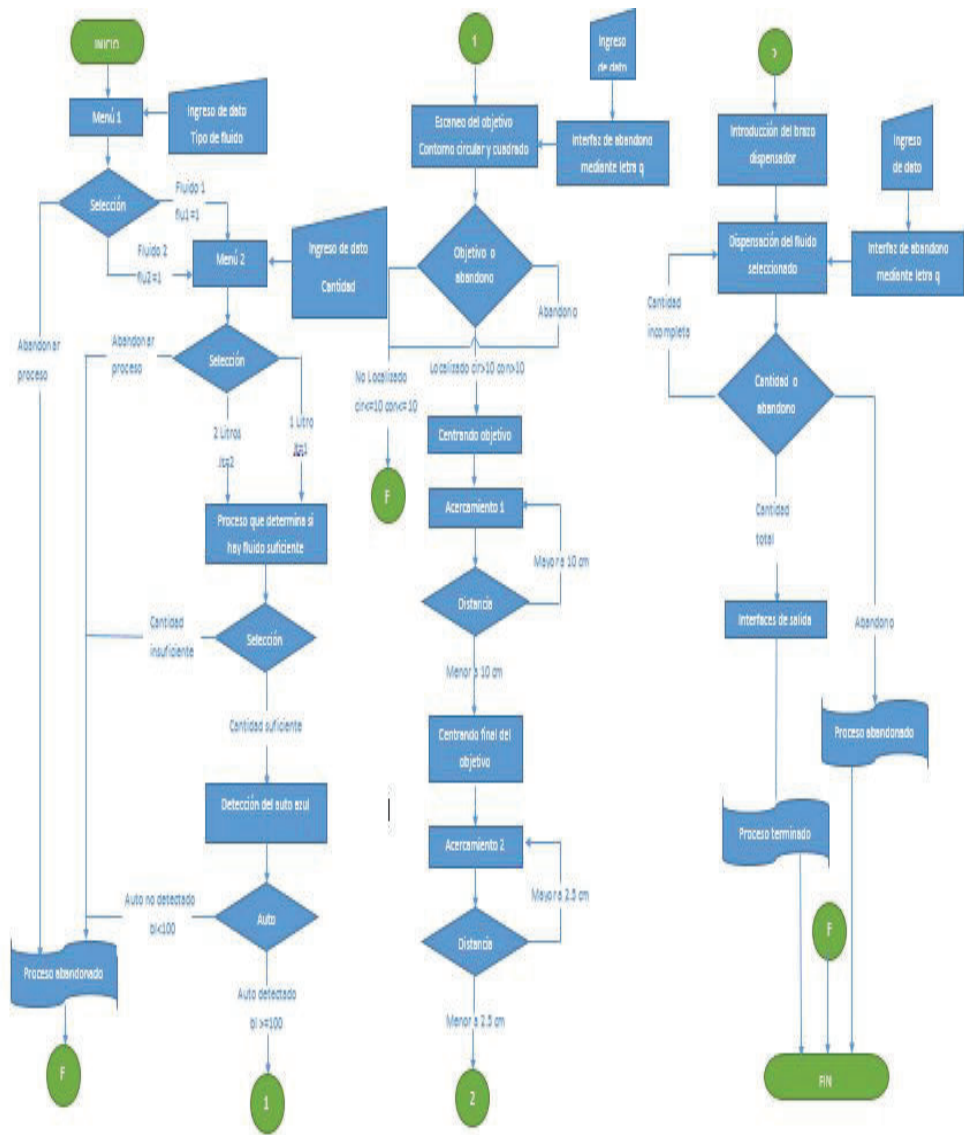 INICIO
Menú 1
Ingreso de dato
Tipo de fluido
Selección
Fluido 1
flu1=1
Fluido 2
flu2=1
Menú 2
Ingreso de dato
Cantidad
Abandonar
proceso
Abandonar
proceso
Selección
2 Litros
.lt=2
1 Litro
.lt=1
Proceso que determina si
hay fluido suficiente
Cantidad
insuficiente
Selección
Cantidad suficiente
Detección del auto azul
Auto no detectado
bl<100
Auto
Proceso abandonado
Auto detectado
bl >=100
F
1
1
Ingreso
de dato
Escaneo del objetivo
Contorno circular y cuadrado
Interfaz de abandono
mediante letra q
Objetivo o
abandono
Abandono
No Localizado
cir<=10 con<= 10
Localizado cir>10 con>10
Centrando objetivo
F
Acercamiento 1
Mayor a 10 cm
Distancia
Menor a 10 cm
Centrando final del
objetivo
Acercamiento 2
Mayor a 2.5 cm
Distancia
Menor a 2.5 cm
2
Introducción del brazo
dispensador
Ingreso
de dato
Dispensación del fluido
seleccionado
Interfaz de abandono
mediante letra q
Cantidad
incompleta
Cantidad o
abandono
Cantidad
total
Interfaces de salida
Abandono
Proceso abandonado
Proceso terminado
F
FIN